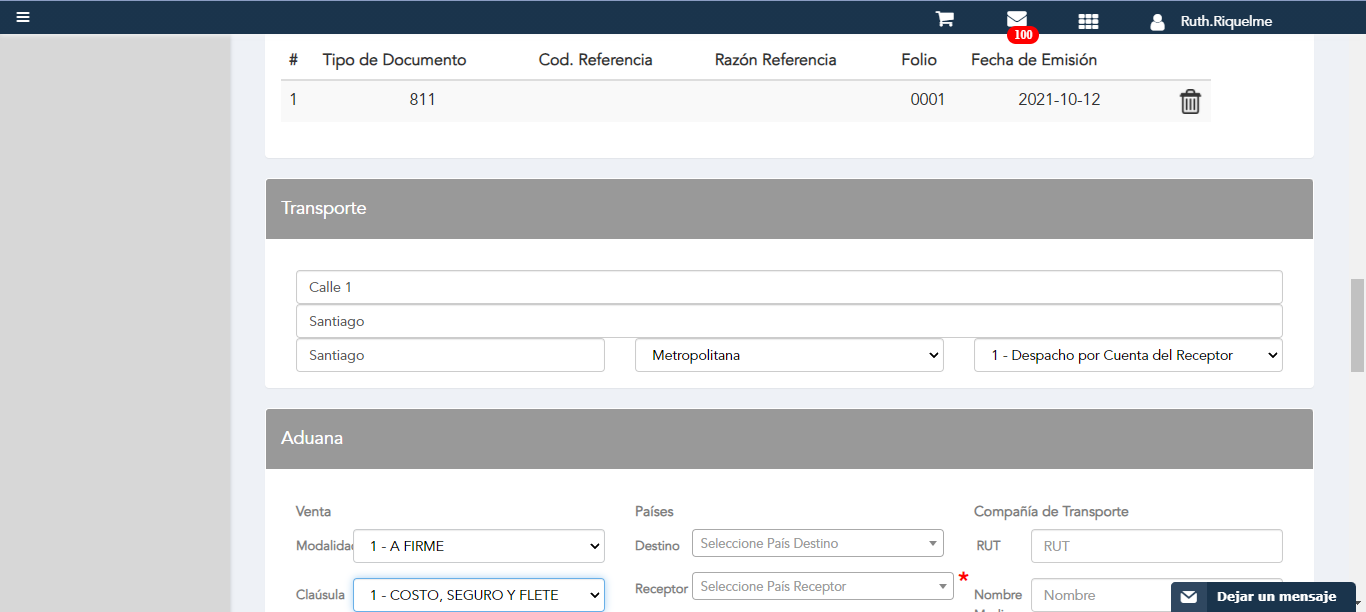 Ruth.Riquelme
100
# Tipo de Documento Cod. Referencia Razón Referencia Folio Fecha de Emisión
1 811 0001 2021-10-12
Transporte
Calle 1
Santiago
Santiago Metropolitana 1 - Despacho por Cuenta del Receptor
Aduana
Venta Países Compañía de Transporte
Modalidad 1 - A FIRME Destino Seleccione País Destino RUT RUT
Claúsula 1 - COSTO, SEGURO Y FLETE Receptor Seleccione País Receptor * Nombre Nombre
Dejar un mensaje